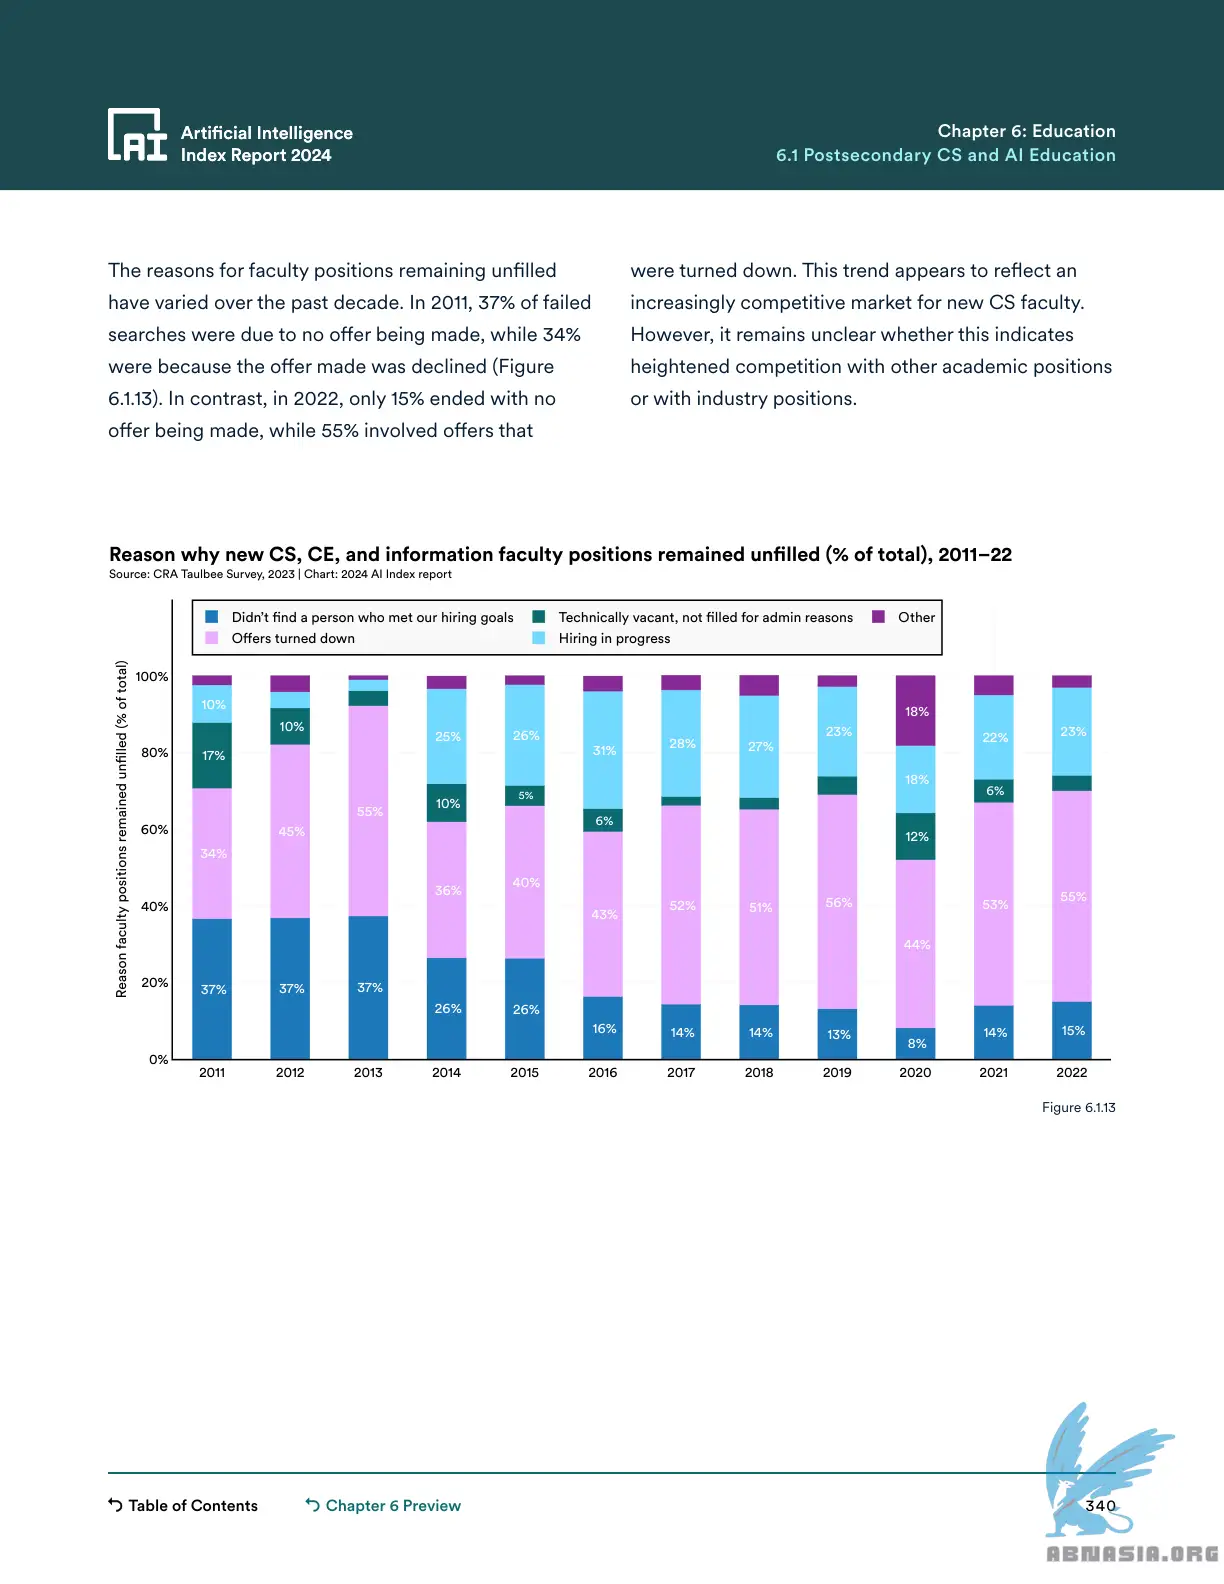 Artificial Intelligence
Index Report 2024
Chapter 6: Education
6.1 Postsecondary CS and AI Education
The reasons for faculty positions remaining unfilled
have varied over the past decade. In 2011, 37% of failed
searches were due to no offer being made, while 34%
were because the offer made was declined (Figure
6.1.13). In contrast, in 2022, only 15% ended with no
offer being made, while 55% involved offers that
were turned down. This trend appears to reflect an
increasingly competitive market for new CS faculty.
However, it remains unclear whether this indicates
heightened competition with other academic positions
or with industry positions.
Reason why new CS, CE, and information faculty positions remained unfilled (% of total), 2011–22
Source: CRA Taulbee Survey, 2023 | Chart: 2024 AI Index report
Didn't find a person who met our hiring goals
Technically vacant, not filled for admin reasons
Other
Offers turned down
Hiring in progress
Reason faculty positions remained unfilled (% of total)
100%
80%
60%
40%
20%
0%
10%
17%
34%
37%
10%
45%
37%
55%
37%
25%
10%
36%
26%
26%
5%
40%
26%
31%
6%
43%
16%
28%
52%
14%
27%
51%
14%
23%
56%
13%
18%
18%
12%
44%
8%
22%
6%
53%
14%
23%
55%
15%
2011 2012 2013 2014 2015 2016 2017 2018 2019 2020 2021 2022
Figure 6.1.13
Table of Contents
Chapter 6 Preview
340
ABNASIA.ORG